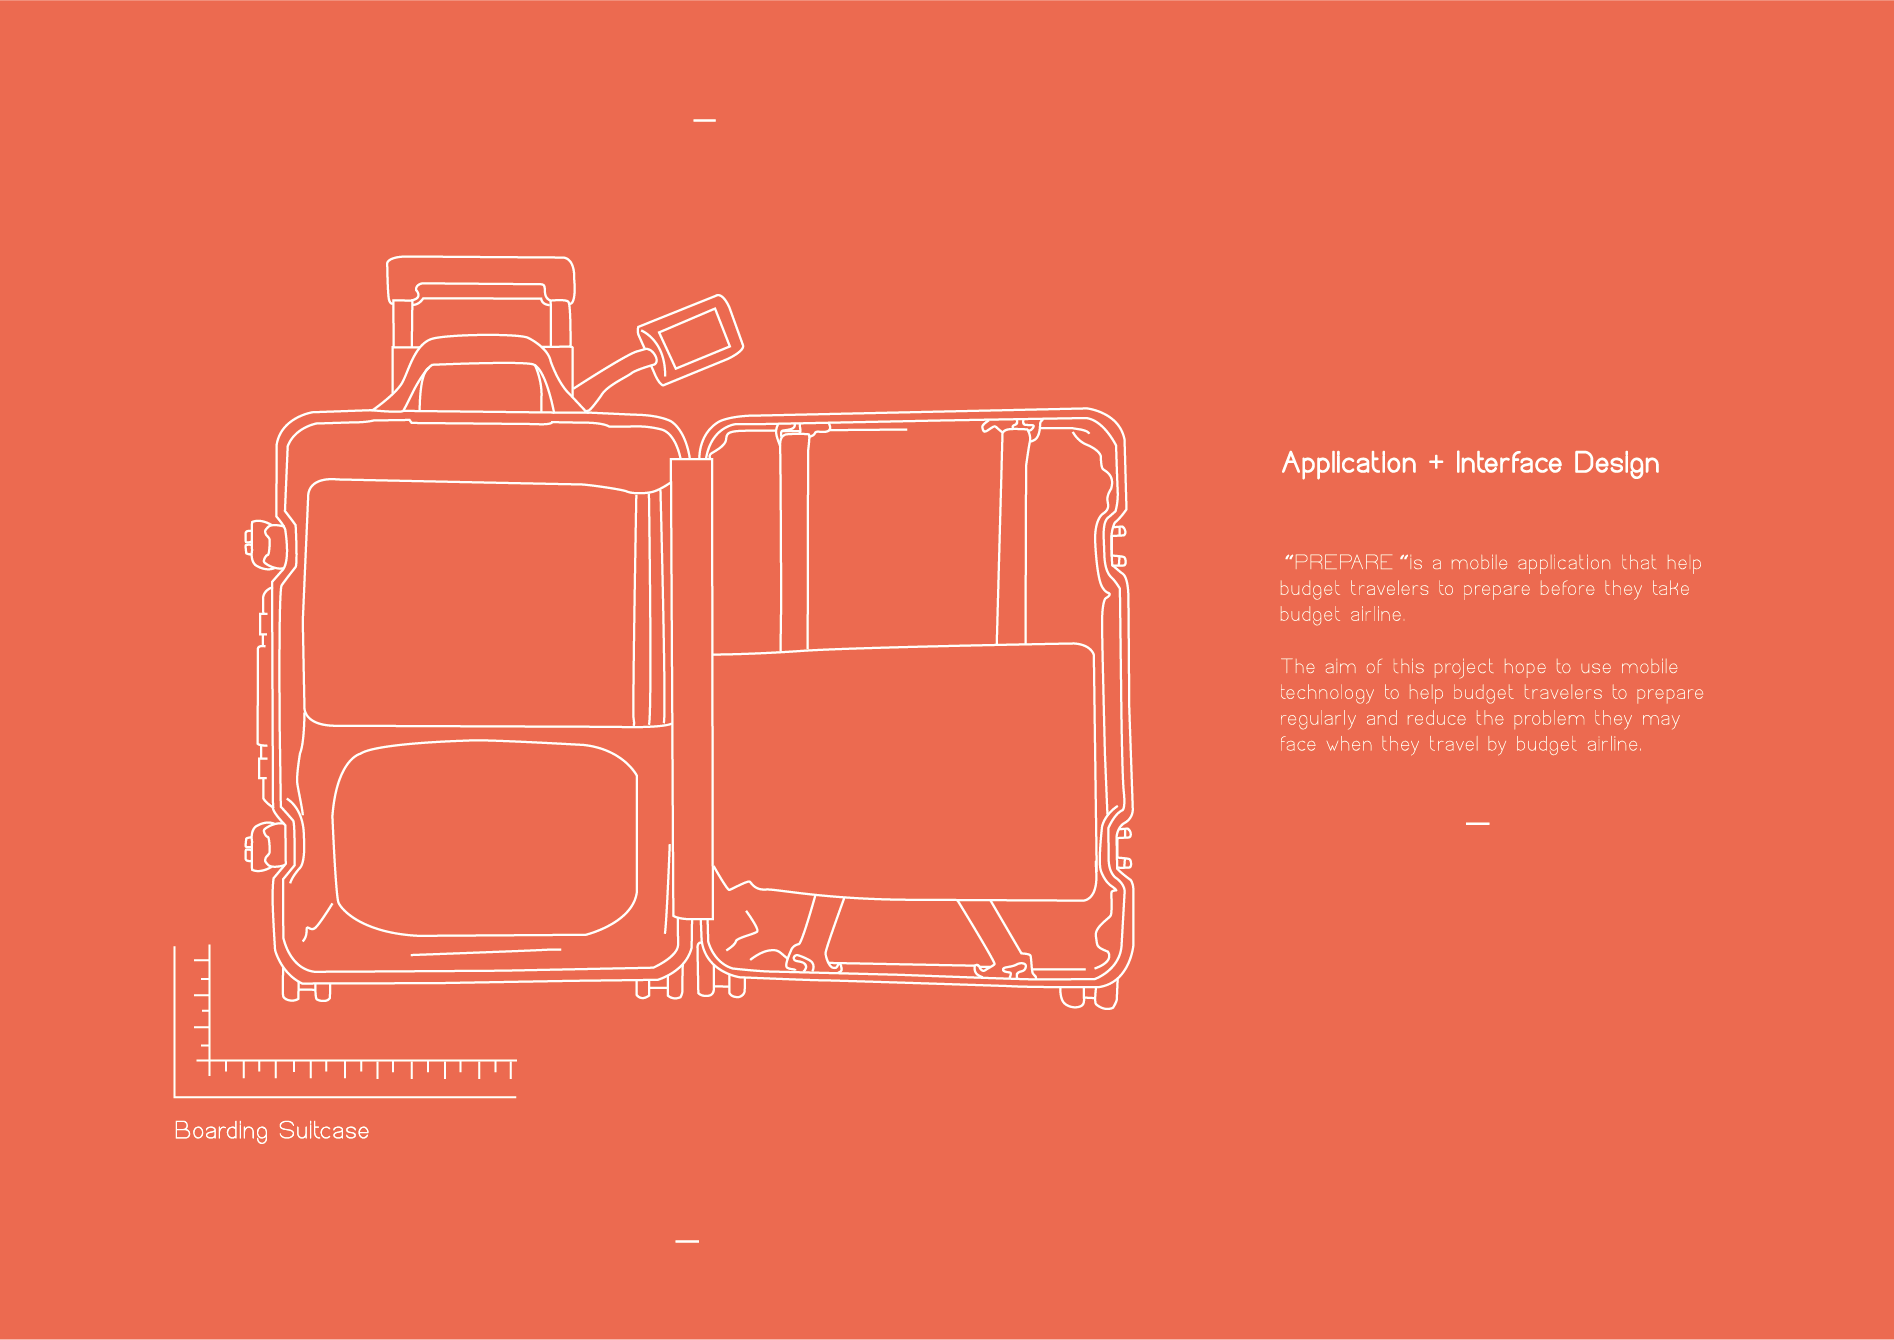 Application + Interface Design
“PREPARE “is a mobile application that help
budget travelers to prepare before they take
budget airline.
The aim of this project hope to use mobile
technology to help budget travelers to prepare
regularly and reduce the problem they may
face when they travel by budget airline.
Boarding Suitcase